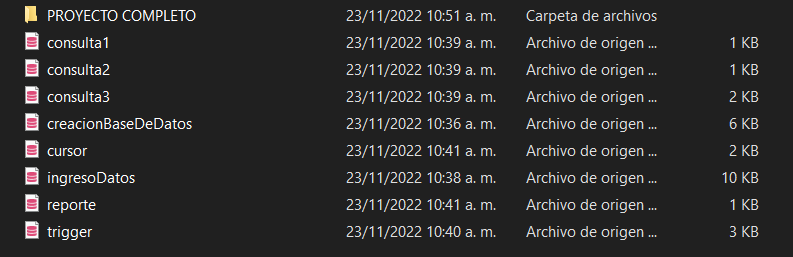 PROYECTO COMPLETO 23/11/2022 10:51 a. m. Carpeta de archivos
consulta1 23/11/2022 10:39 a. m. Archivo de origen ... 1 KB
consulta2 23/11/2022 10:39 a. m. Archivo de origen ... 1 KB
consulta3 23/11/2022 10:39 a. m. Archivo de origen ... 2 KB
creacionBaseDeDatos 23/11/2022 10:36 a. m. Archivo de origen ... 6 KB
cursor 23/11/2022 10:41 a. m. Archivo de origen ... 2 KB
ingresoDatos 23/11/2022 10:38 a. m. Archivo de origen ... 10 KB
reporte 23/11/2022 10:41 a. m. Archivo de origen ... 1 KB
trigger 23/11/2022 10:40 a. m. Archivo de origen ... 3 KB